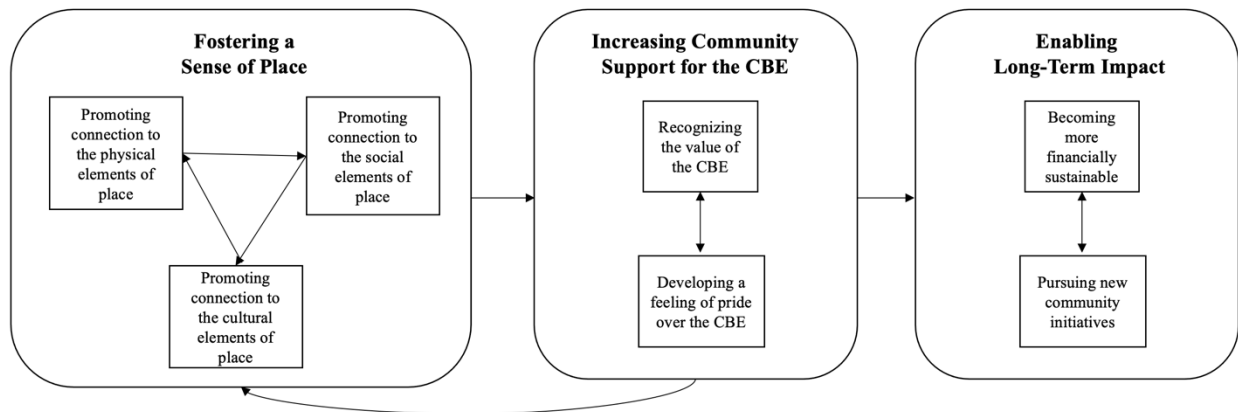 Fostering a
Sense of Place
Promoting
connection to
the physical
elements of
place
Promoting
connection to
the social
elements of
place
Promoting
connection to
the cultural
elements of
place
Increasing Community
Support for the CBE
Recognizing
the value of
the CBE
Developing a
feeling of pride
over the CBE
Enabling
Long-Term Impact
Becoming
more
financially
sustainable
Pursuing new
community
initiatives